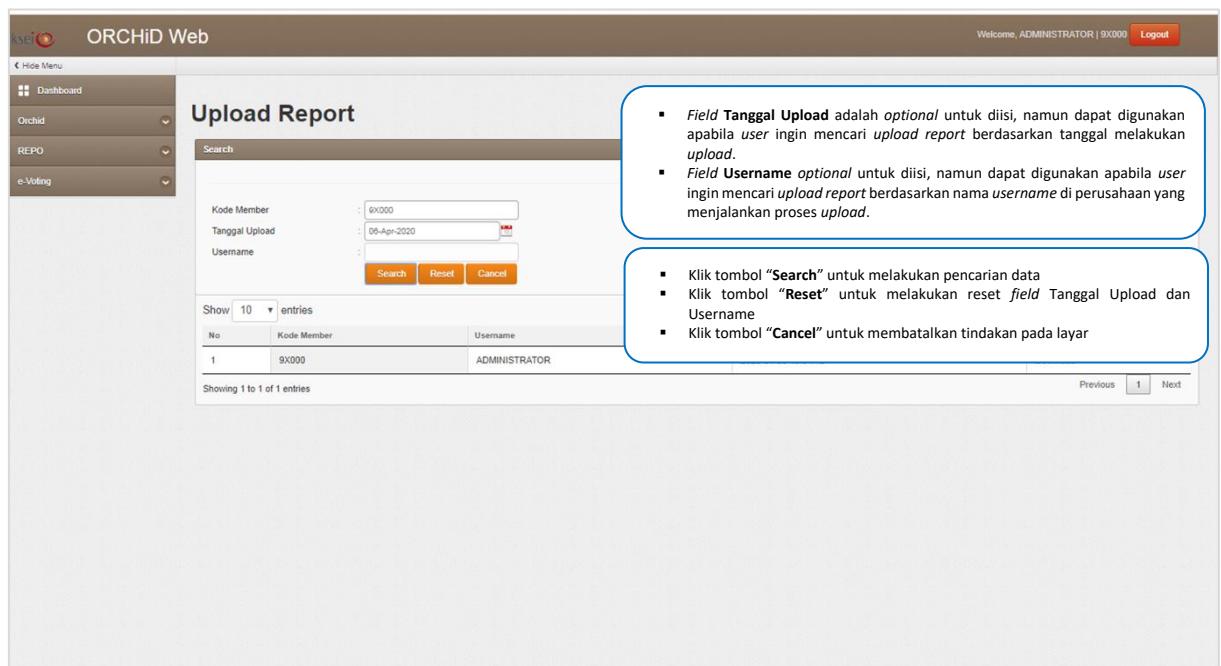 ksei
ORCHiD Web
Welcome, ADMINISTRATOR | 9X000
Logout
Hide Menu
Dashboard
Orchid
REPO
e-Voting
Upload Report
Search
Kode Member : 9X000
Tanggal Upload : 06-Apr-2020
Username :
Search Reset Cancel
▪ Field Tanggal Upload adalah optional untuk diisi, namun dapat digunakan
apabila user ingin mencari upload report berdasarkan tanggal melakukan
upload.
▪ Field Username optional untuk diisi, namun dapat digunakan apabila user
ingin mencari upload report berdasarkan nama username di perusahaan yang
menjalankan proses upload.
▪ Klik tombol “Search” untuk melakukan pencarian data
▪ Klik tombol “Reset” untuk melakukan reset field Tanggal Upload dan
Username
▪ Klik tombol “Cancel” untuk membatalkan tindakan pada layar
Show 10 entries
No Kode Member Username
1 9X000 ADMINISTRATOR
Showing 1 to 1 of 1 entries
Previous 1 Next